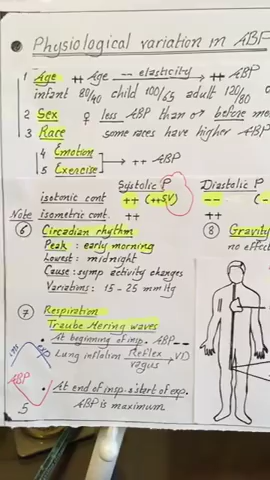 Physiological variation in ABP
1 Age ++ Age -- elasticity → ++ ABP
infant 80/40 child 100/65 adult 120/80
2 Sex ♀ less ABP than ♂ before
3 Race some races have higher ABP
4 Emotion
5 Exercise → ++ ABP
Systolic P Diastolic P
isotonic cont ++ (++SV) --
Note isometric cont. ++ ++
⑥ Circadian rhythm ⑧ Gravity
Peak : early morning no effe
Lowest : midnight
Cause : symp activity changes
Variations : 15 - 25 mmHg
⑦ Respiration
Traube Hering waves
• At beginning of insp. ABP --
Lung inflation Reflex vagus → VD
ABP
• At end of insp. & start of exp.
ABP is maximum
5